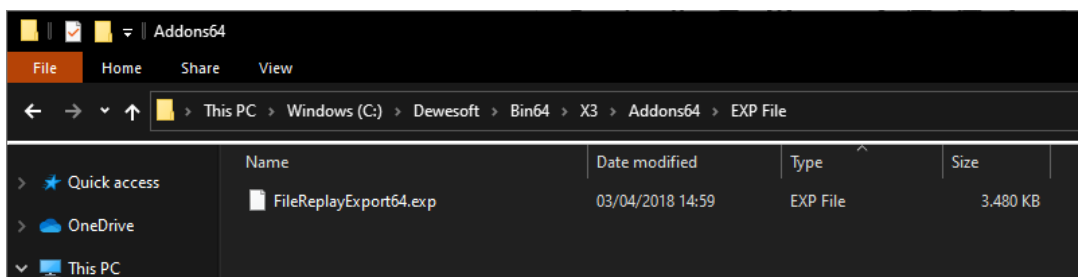 Addons64
File Home Share View
This PC > Windows (C:) > Dewesoft > Bin64 > X3 > Addons64 > EXP File
Name Date modified Type Size
Quick access
FileReplayExport64.exp 03/04/2018 14:59 EXP File 3.480 KB
OneDrive
This PC